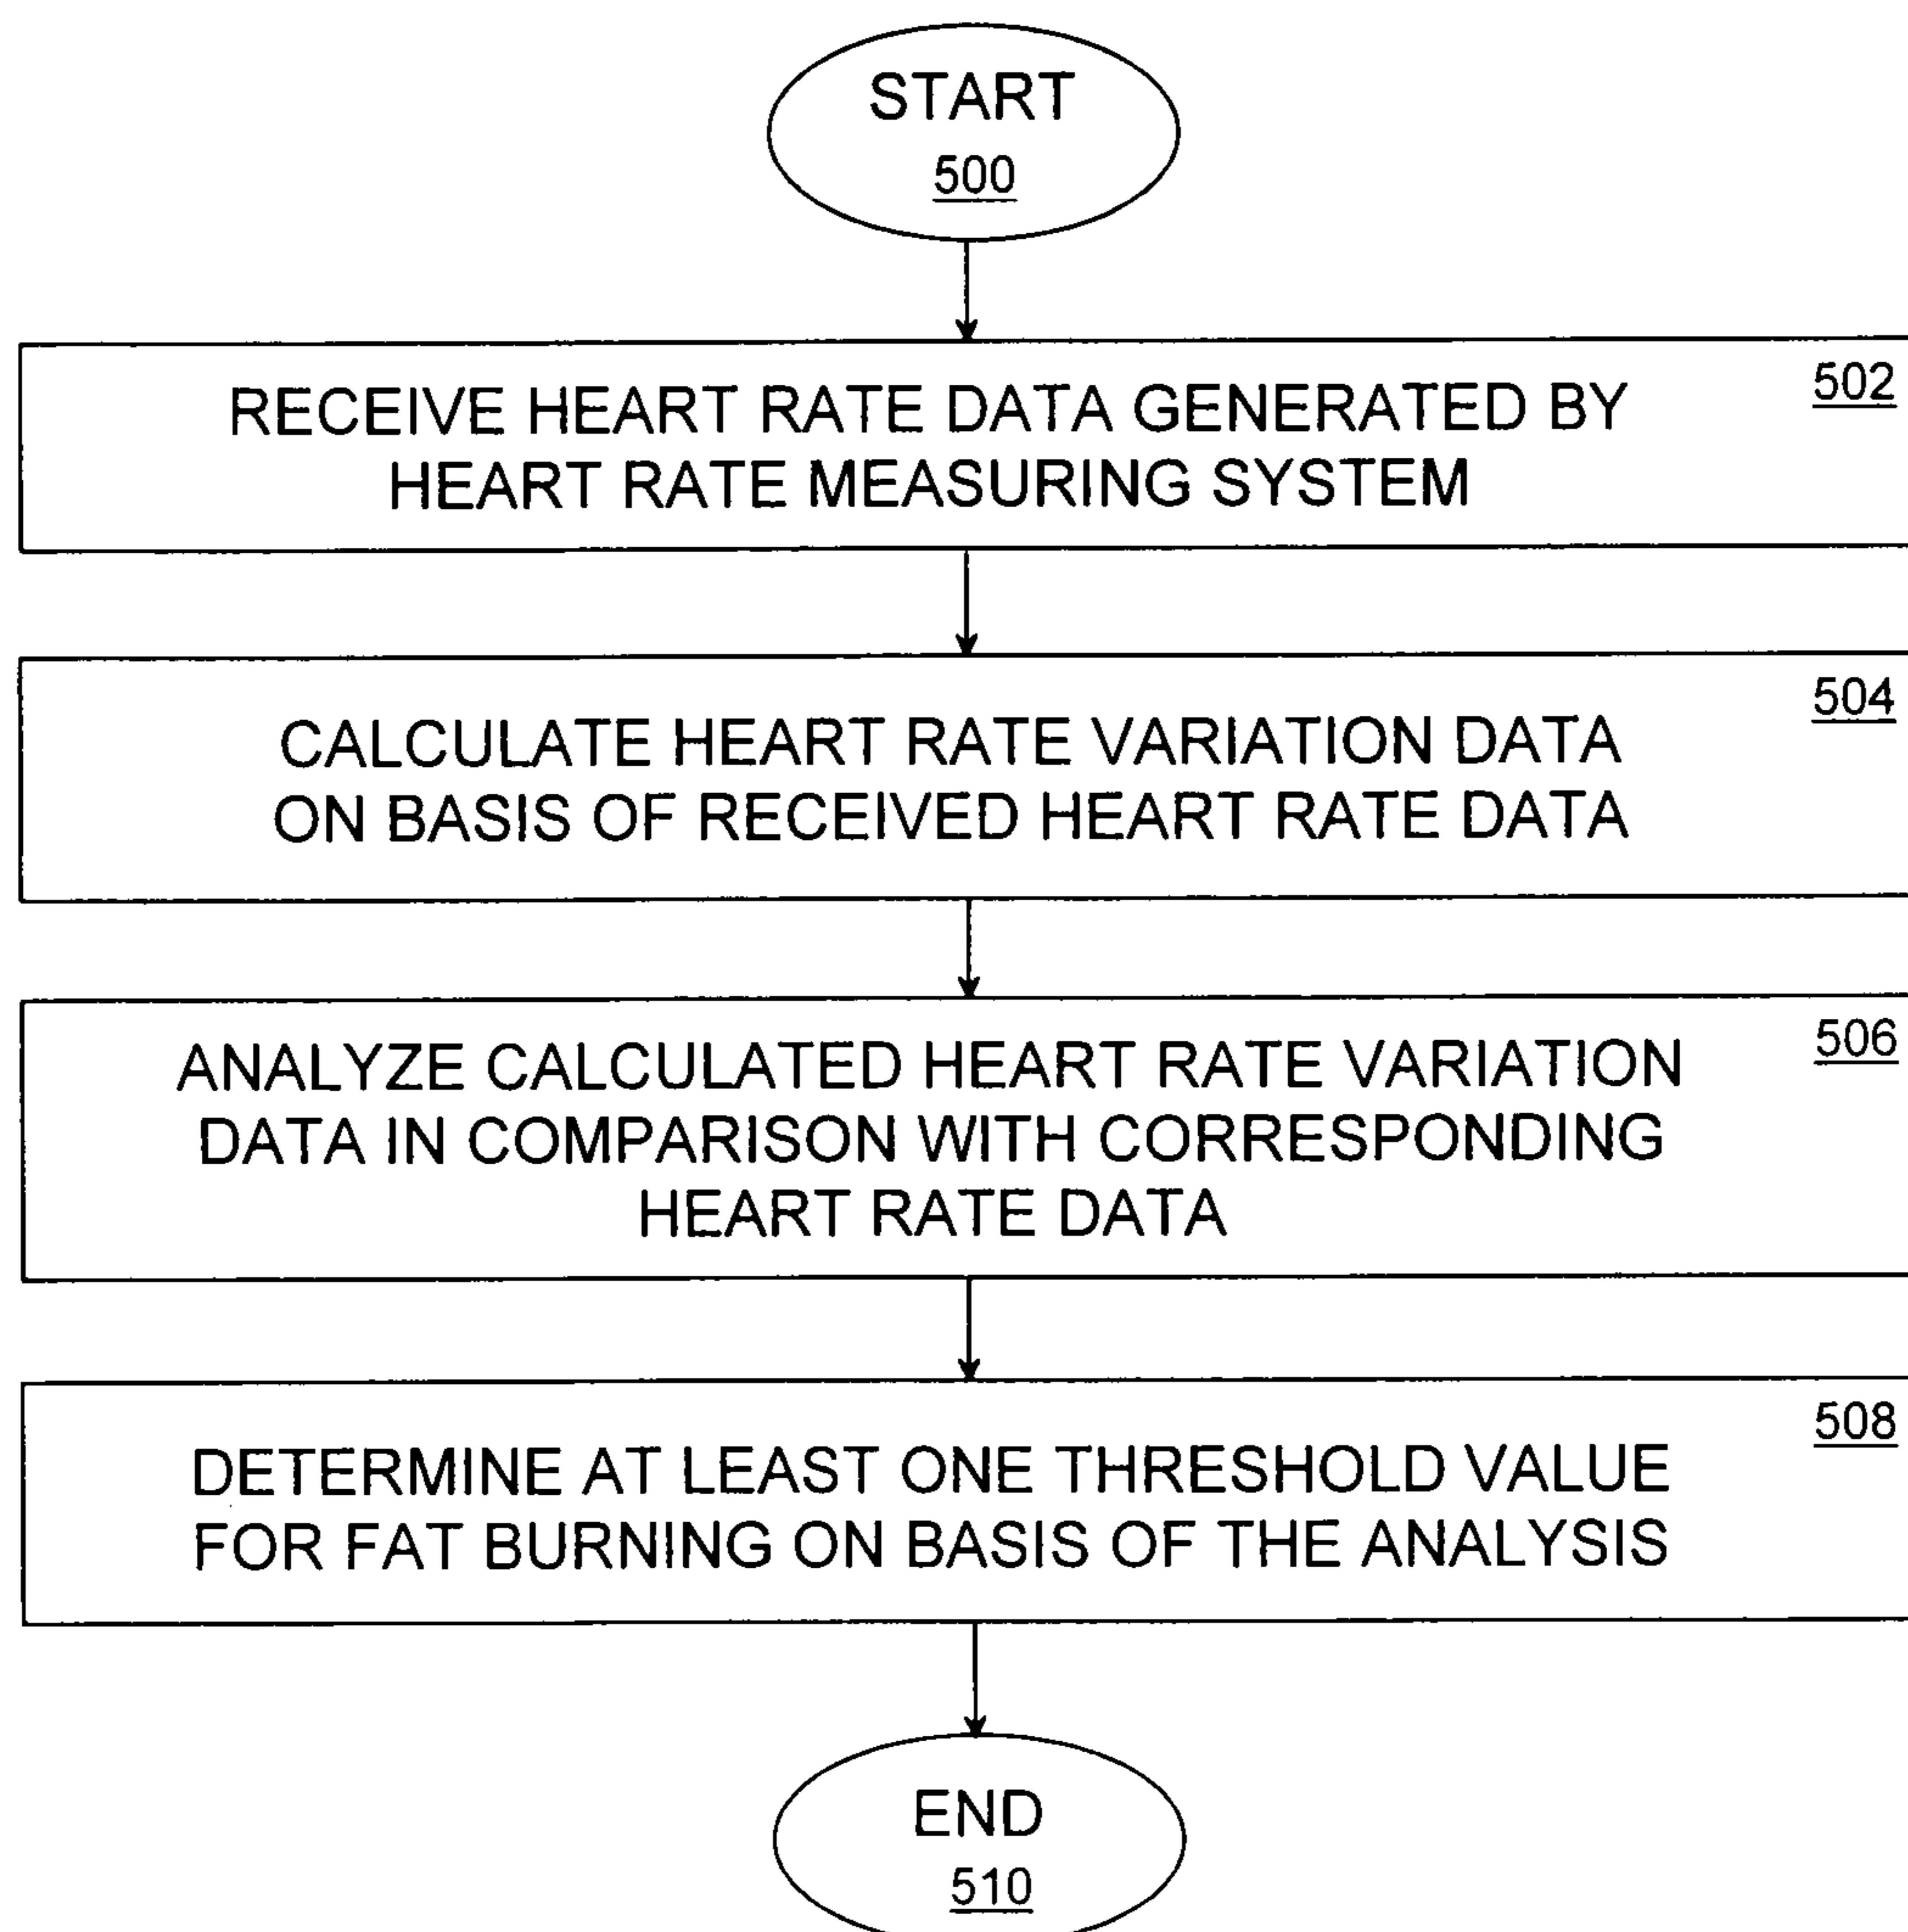 START
500
502
RECEIVE HEART RATE DATA GENERATED BY
HEART RATE MEASURING SYSTEM
504
CALCULATE HEART RATE VARIATION DATA
ON BASIS OF RECEIVED HEART RATE DATA
506
ANALYZE CALCULATED HEART RATE VARIATION
DATA IN COMPARISON WITH CORRESPONDING
HEART RATE DATA
508
DETERMINE AT LEAST ONE THRESHOLD VALUE
FOR FAT BURNING ON BASIS OF THE ANALYSIS
END
510